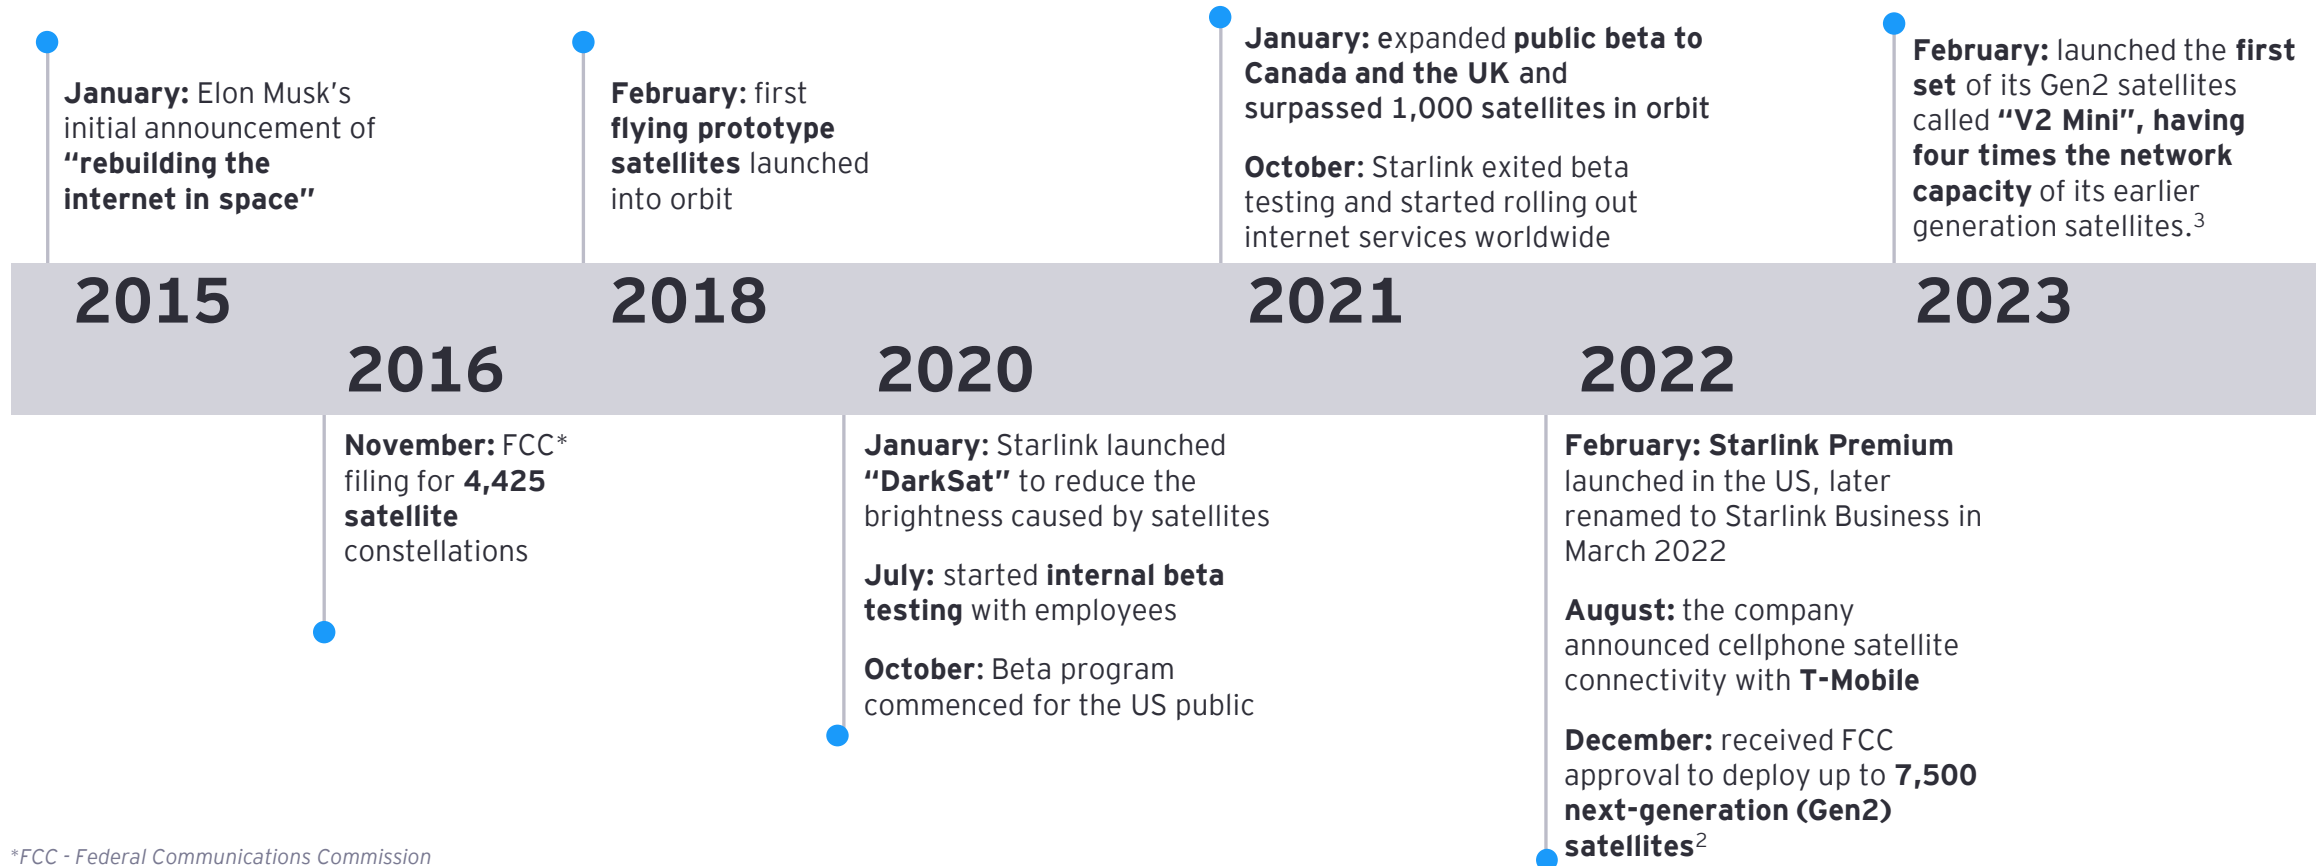 January: Elon Musk’s
initial announcement of
“rebuilding the
internet in space”
February: first
flying prototype
satellites launched
into orbit
January: expanded public beta to
Canada and the UK and
surpassed 1,000 satellites in orbit
October: Starlink exited beta
testing and started rolling out
internet services worldwide
February: launched the first
set of its Gen2 satellites
called “V2 Mini”, having
four times the network
capacity of its earlier
generation satellites.3
2015
2018
2021
2023
2016
2020
2022
November: FCC*
filing for 4,425
satellite
constellations
January: Starlink launched
“DarkSat” to reduce the
brightness caused by satellites
July: started internal beta
testing with employees
October: Beta program
commenced for the US public
February: Starlink Premium
launched in the US, later
renamed to Starlink Business in
March 2022
August: the company
announced cellphone satellite
connectivity with T-Mobile
December: received FCC
approval to deploy up to 7,500
next-generation (Gen2)
satellites2
*FCC - Federal Communications Commission